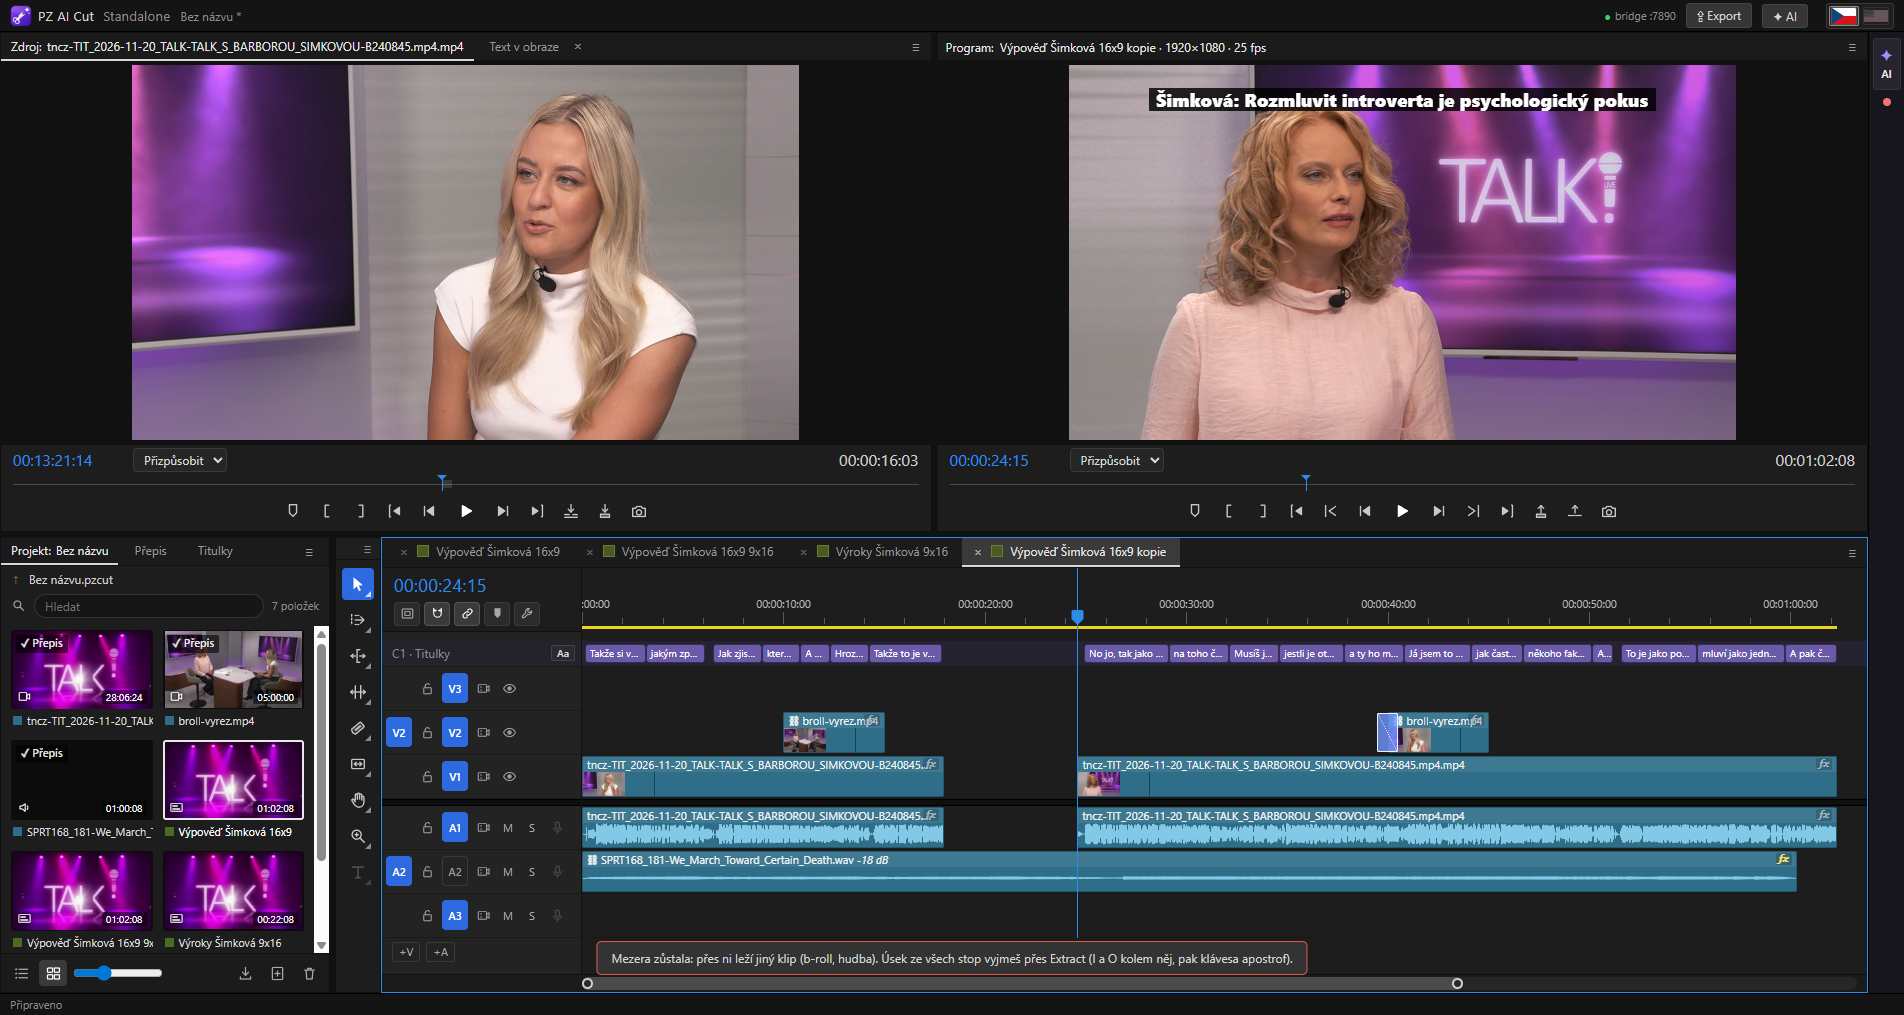 PZ AI Cut Standalone Bez názvu *
bridge :7890 Export AI
Zdroj: tncz-TIT_2026-11-20_TALK-TALK_S_BARBOROU_SIMKOVOU-B240845.mp4.mp4 Text v obraze ×
Program: Výpověď Šimková 16x9 kopie · 1920×1080 · 25 fps
AI
Šimková: Rozmluvit introverta je psychologický pokus
TALK!
LIVE
00:13:21:14 Přizpůsobit 00:00:16:03
00:00:24:15 Přizpůsobit 00:01:02:08
Projekt: Bez názvu Přepis Titulky
Bez názvu.pzcut
Hledat 7 položek
✓ Přepis
28:06:24
tncz-TIT_2026-11-20_TALK
✓ Přepis
05:00:00
broll-vyrez.mp4
✓ Přepis
01:00:08
SPRT168_181-We_March_T
TALK!
01:02:08
Výpověď Šimková 16x9
TALK!
01:02:08
Výpověď Šimková 16x9 9x
TALK!
00:22:08
Výroky Šimková 9x16
× Výpověď Šimková 16x9 × Výpověď Šimková 16x9 9x16 × Výroky Šimková 9x16 × Výpověď Šimková 16x9 kopie
00:00:24:15
:00:00 00:00:10:00 00:00:20:00 00:00:30:00 00:00:40:00 00:00:50:00 00:01:00:00
C1 · Titulky Aa
Takže si v... jakým zp... Jak zjis... kter... A ... Hroz... Takže to je v... No jo, tak jako ... na toho č... Musíš j... jestli je ot... a ty ho m... Já jsem to ... jak část... někoho fak... A... To je jako po... mluví jako jedn... A pak č...
V3
V2 V2 broll-vyrez.mp4 fx broll-vyrez.mp4 fx
V1 tncz-TIT_2026-11-20_TALK-TALK_S_BARBOROU_SIMKOVOU-B240845... fx tncz-TIT_2026-11-20_TALK-TALK_S_BARBOROU_SIMKOVOU-B240845.mp4.mp4 fx
A1 M S tncz-TIT_2026-11-20_TALK-TALK_S_BARBOROU_SIMKOVOU-B240845... fx tncz-TIT_2026-11-20_TALK-TALK_S_BARBOROU_SIMKOVOU-B240845.mp4.mp4 fx
A2 A2 M S SPRT168_181-We_March_Toward_Certain_Death.wav -18 dB fx
A3 M S
+V +A
Mezera zůstala: přes ni leží jiný klip (b-roll, hudba). Úsek ze všech stop vyjmeš přes Extract (I a O kolem něj, pak klávesa apostrof).
Připraveno